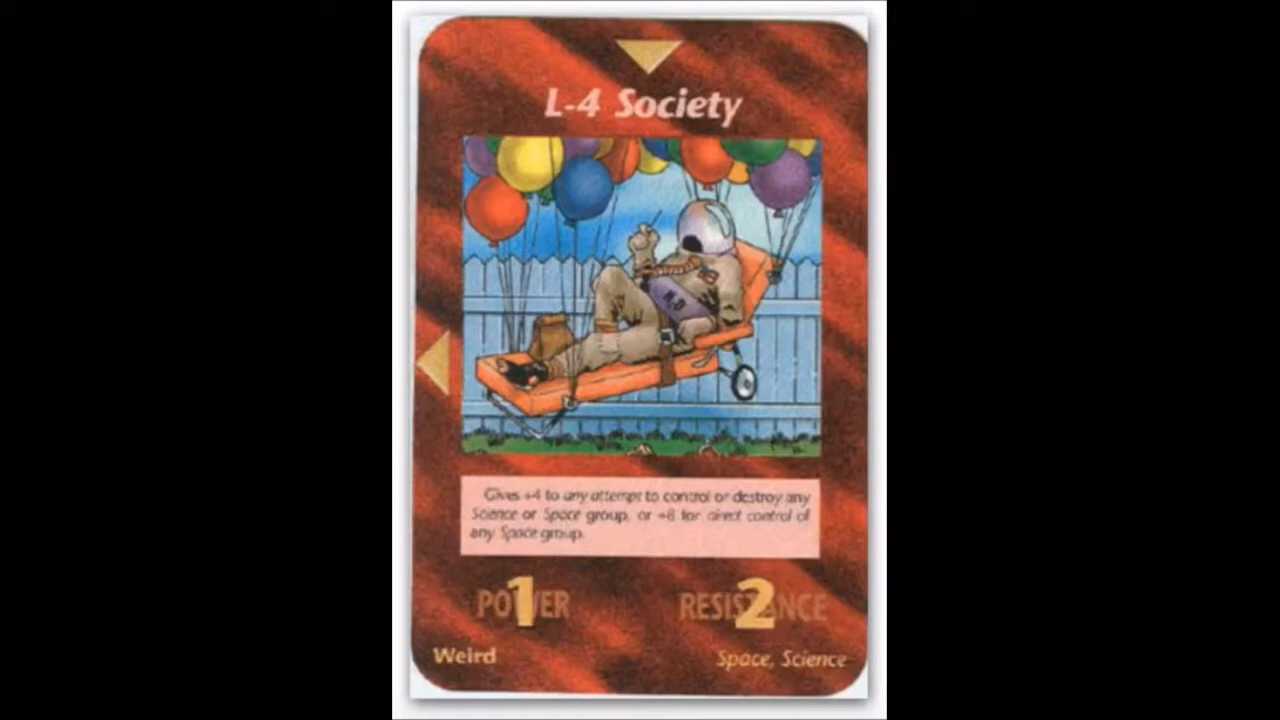 L-4 Society
Gives +4 to any attempt to control or destroy any
Science or Space group, or +8 for direct control of
any Space group.
POWER 1
RESISTANCE 2
Weird
Space, Science